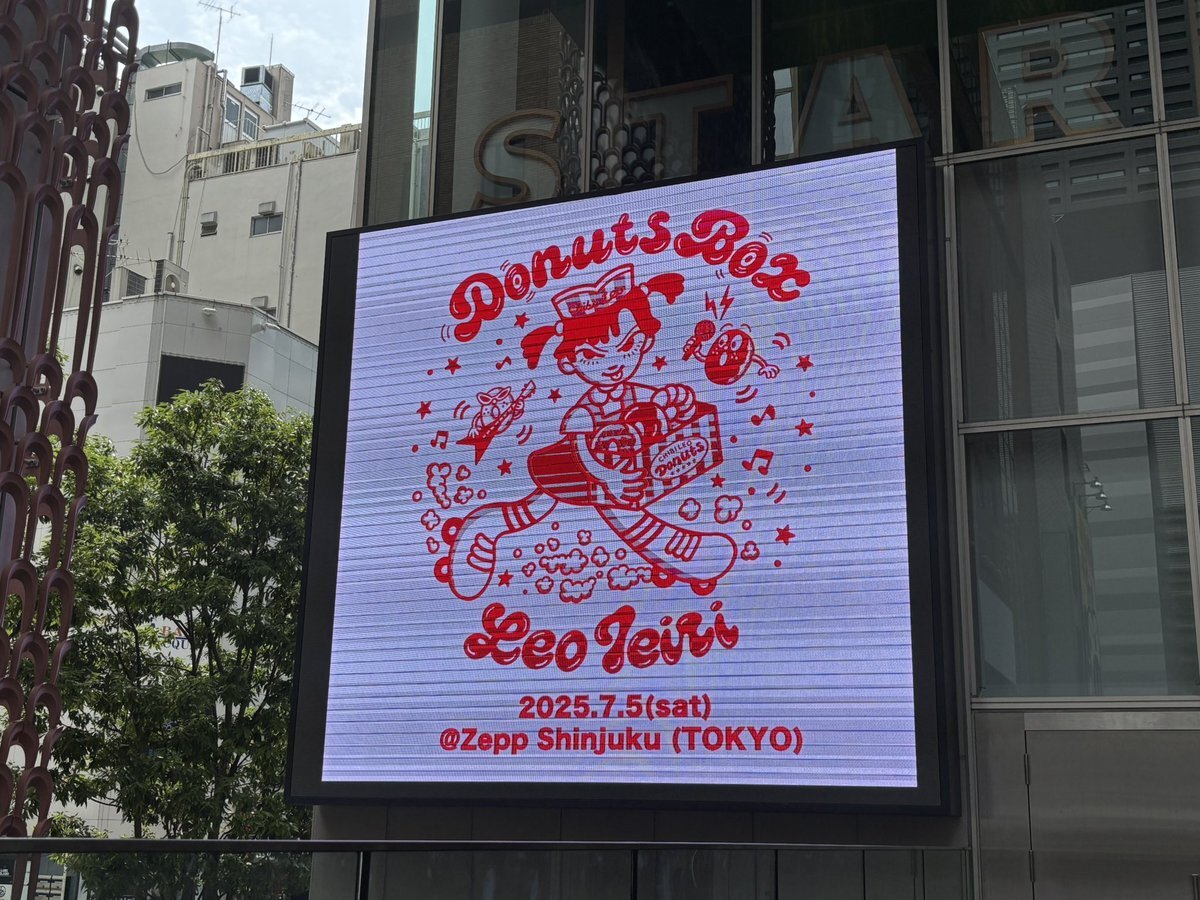 STAR
Donuts Box
Donuts
Leo Ieiri
2025.7.5(sat)
@Zepp Shinjuku (TOKYO)